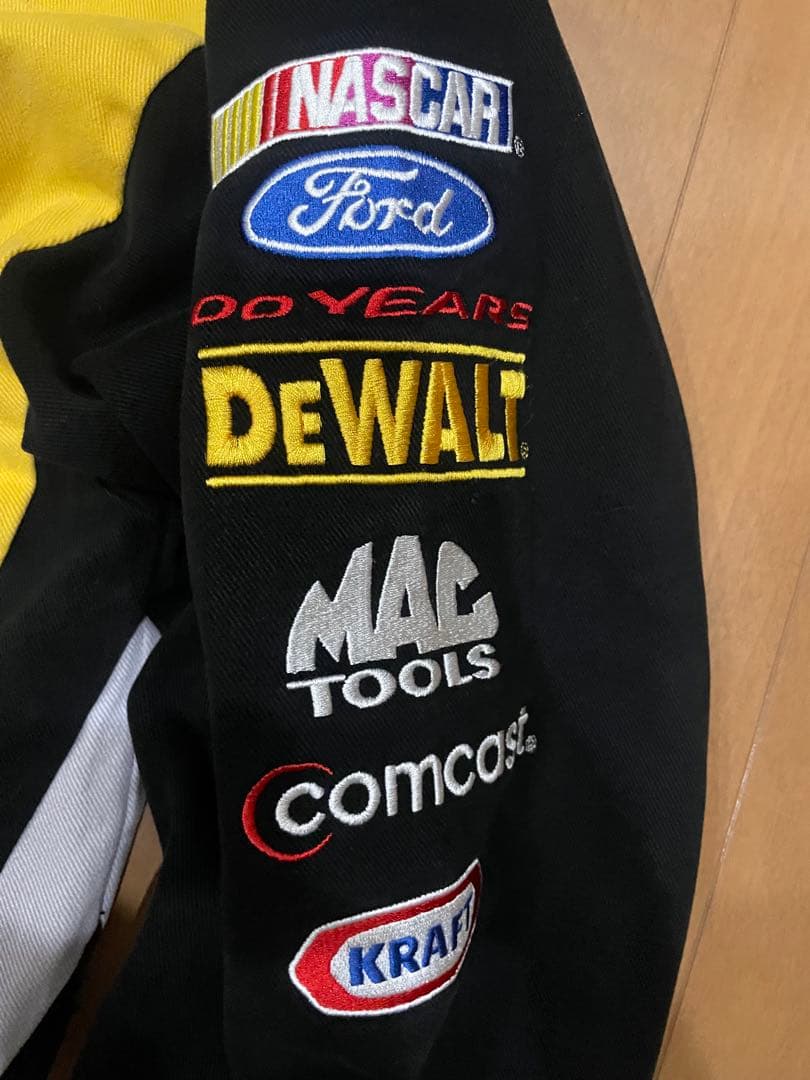 NASCAR®
Ford
00 YEARS
DEWALT®
MAC
TOOLS
comcast®
KRAFT